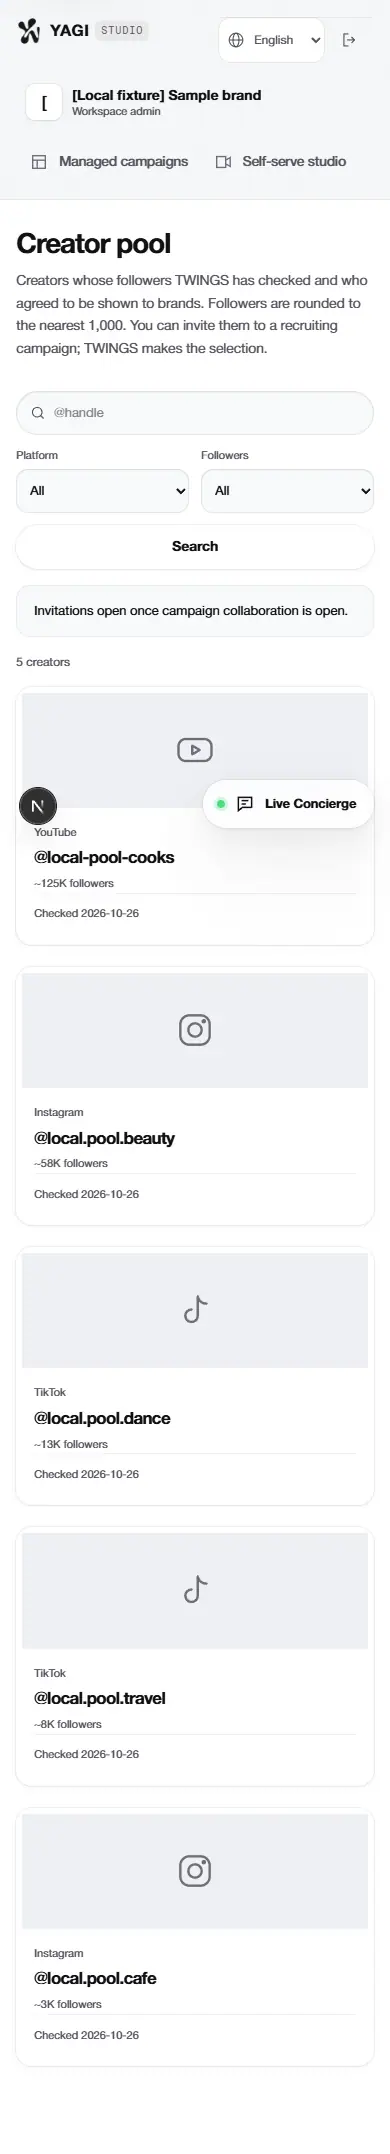 YAGI STUDIO
English
[
[Local fixture] Sample brand
Workspace admin
Managed campaigns
Self-serve studio
Creator pool
Creators whose followers TWINGS has checked and who
agreed to be shown to brands. Followers are rounded to
the nearest 1,000. You can invite them to a recruiting
campaign; TWINGS makes the selection.
@handle
Platform
Followers
All
All
Search
Invitations open once campaign collaboration is open.
5 creators
N
Live Concierge
YouTube
@local-pool-cooks
~125K followers
Checked 2026-10-26
Instagram
@local.pool.beauty
~58K followers
Checked 2026-10-26
TikTok
@local.pool.dance
~13K followers
Checked 2026-10-26
TikTok
@local.pool.travel
~8K followers
Checked 2026-10-26
Instagram
@local.pool.cafe
~3K followers
Checked 2026-10-26